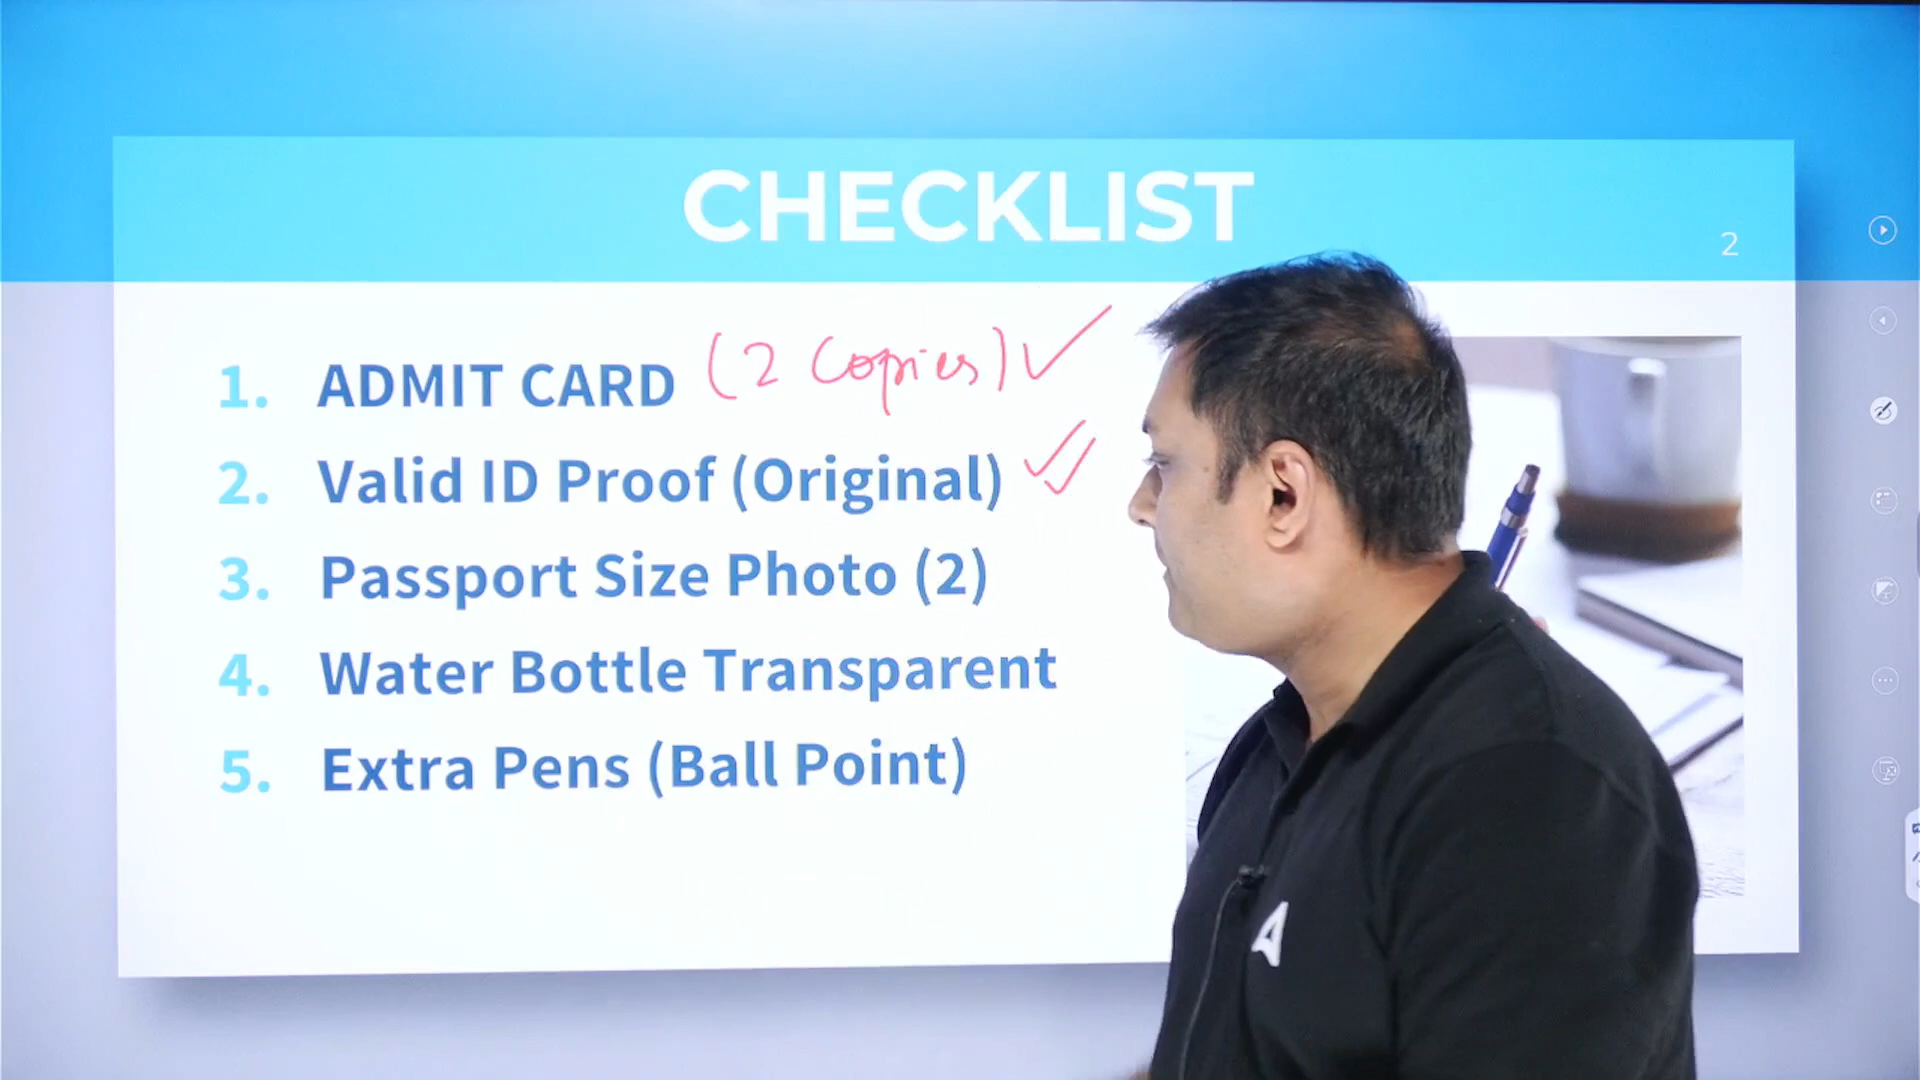 CHECKLIST
2
1. ADMIT CARD (2 Copies) ✓
2. Valid ID Proof (Original)
3. Passport Size Photo (2)
4. Water Bottle Transparent
5. Extra Pens (Ball Point)